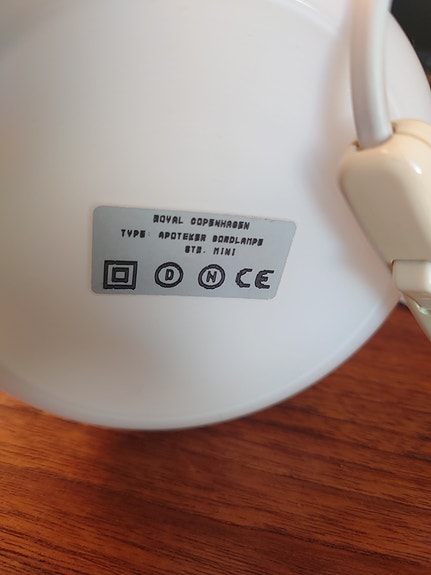 ROYAL COPENHAGEN
TYPE: APOTEKER BORDLAMPE
STR. MINI
D N CE